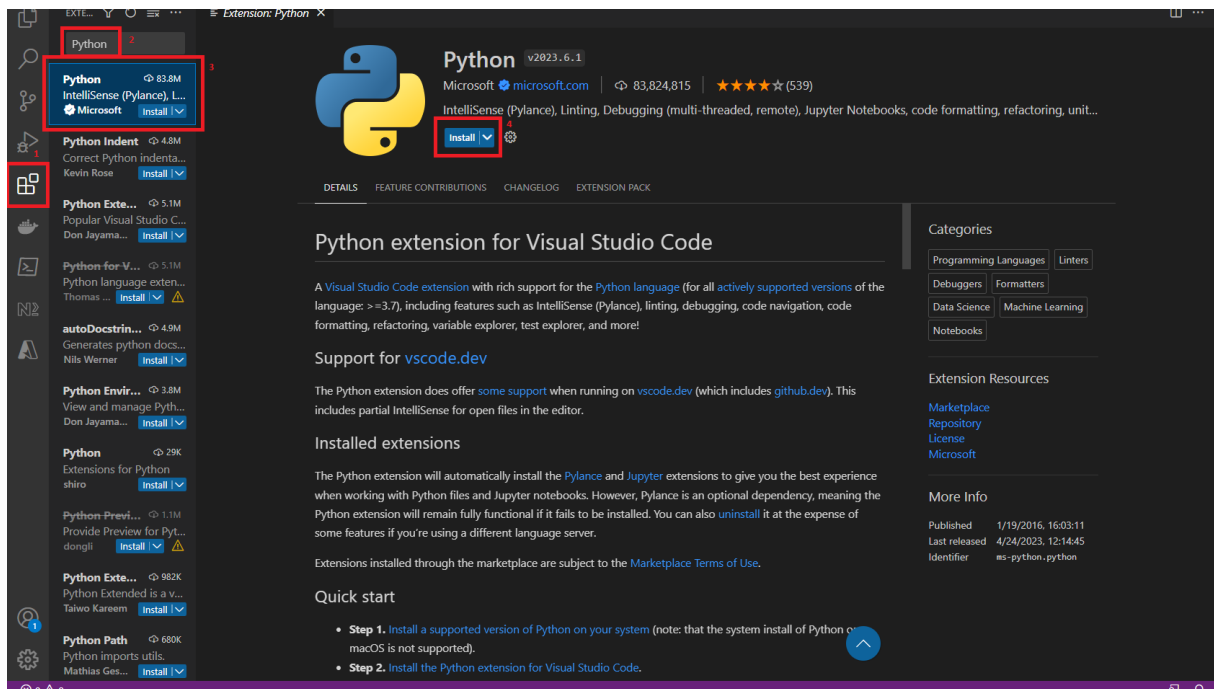 EXTE...
Extension: Python
Python
2
3
Python 83.8M
IntelliSense (Pylance), L...
Microsoft Install
Python Indent 4.8M
Correct Python indenta...
Kevin Rose Install
1
Python Exte... 5.1M
Popular Visual Studio C...
Don Jayama... Install
Python for V... 5.1M
Python language exten...
Thomas ... Install
autoDocstrin... 4.9M
Generates python docs...
Nils Werner Install
Python Envir... 3.8M
View and manage Pyth...
Don Jayama... Install
Python 29K
Extensions for Python
shiro Install
Python Previ... 1.1M
Provide Preview for Pyt...
dongli Install
Python Exte... 982K
Python Extended is a v...
Taiwo Kareem Install
1
Python Path 680K
Python imports utils.
Mathias Ges... Install
Python v2023.6.1
Microsoft microsoft.com 83,824,815 (539)
IntelliSense (Pylance), Linting, Debugging (multi-threaded, remote), Jupyter Notebooks, code formatting, refactoring, unit...
4
Install
DETAILS FEATURE CONTRIBUTIONS CHANGELOG EXTENSION PACK
Python extension for Visual Studio Code
A Visual Studio Code extension with rich support for the Python language (for all actively supported versions of the
language: >=3.7), including features such as IntelliSense (Pylance), linting, debugging, code navigation, code
formatting, refactoring, variable explorer, test explorer, and more!
Support for vscode.dev
The Python extension does offer some support when running on vscode.dev (which includes github.dev). This
includes partial IntelliSense for open files in the editor.
Installed extensions
The Python extension will automatically install the Pylance and Jupyter extensions to give you the best experience
when working with Python files and Jupyter notebooks. However, Pylance is an optional dependency, meaning the
Python extension will remain fully functional if it fails to be installed. You can also uninstall it at the expense of
some features if you're using a different language server.
Extensions installed through the marketplace are subject to the Marketplace Terms of Use.
Quick start
Step 1. Install a supported version of Python on your system (note: that the system install of Python
macOS is not supported).
Step 2. Install the Python extension for Visual Studio Code.
Categories
Programming Languages Linters
Debuggers Formatters
Data Science Machine Learning
Notebooks
Extension Resources
Marketplace
Repository
License
Microsoft
More Info
Published 1/19/2016, 16:03:11
Last released 4/24/2023, 12:14:45
Identifier ms-python.python